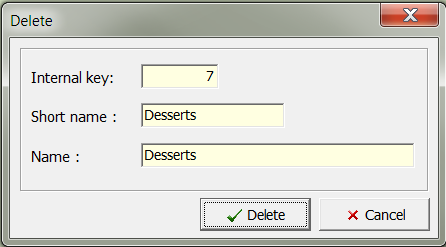 Delete
Internal key: 7
Short name : Desserts
Name : Desserts
Delete Cancel